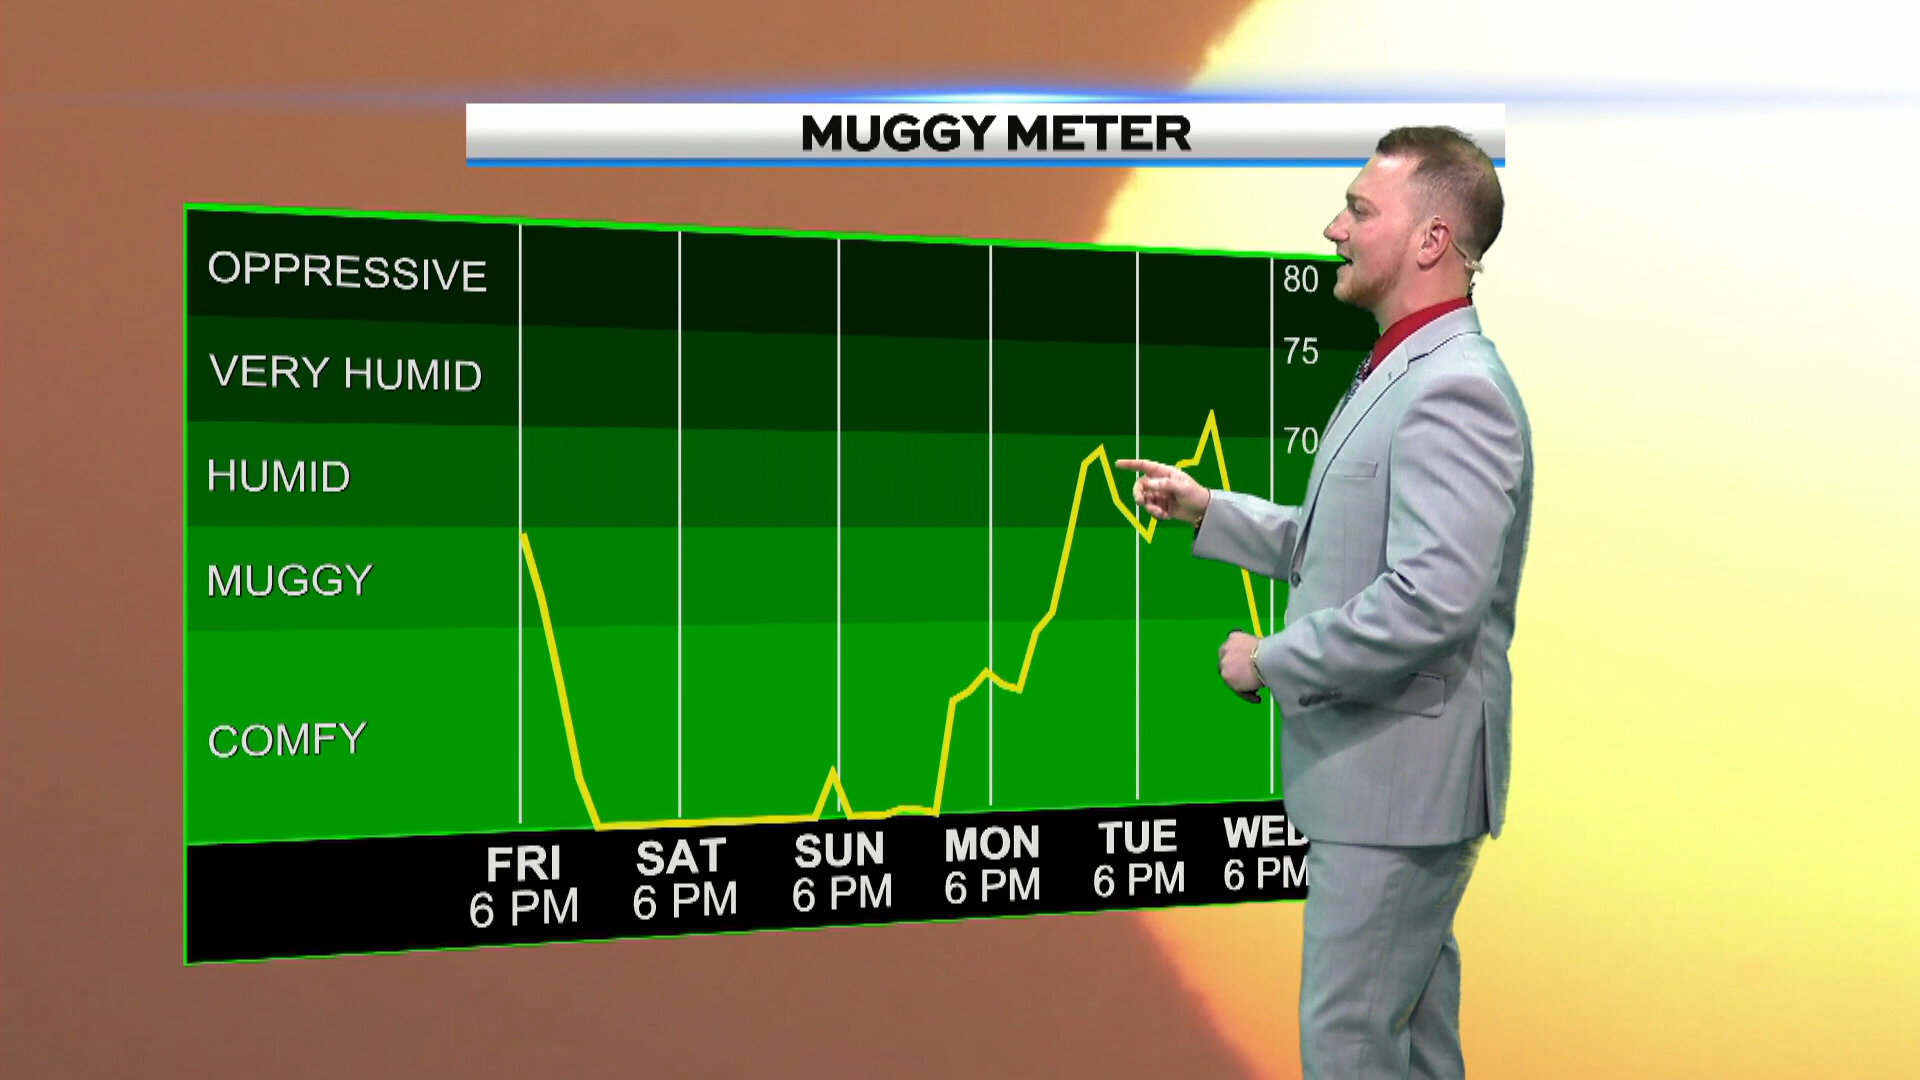 MUGGY METER
OPPRESSIVE
VERY HUMID
HUMID
MUGGY
COMFY
80
75
70
FRI
6 PM
SAT
6 PM
SUN
6 PM
MON
6 PM
TUE
6 PM
WED
6 PM